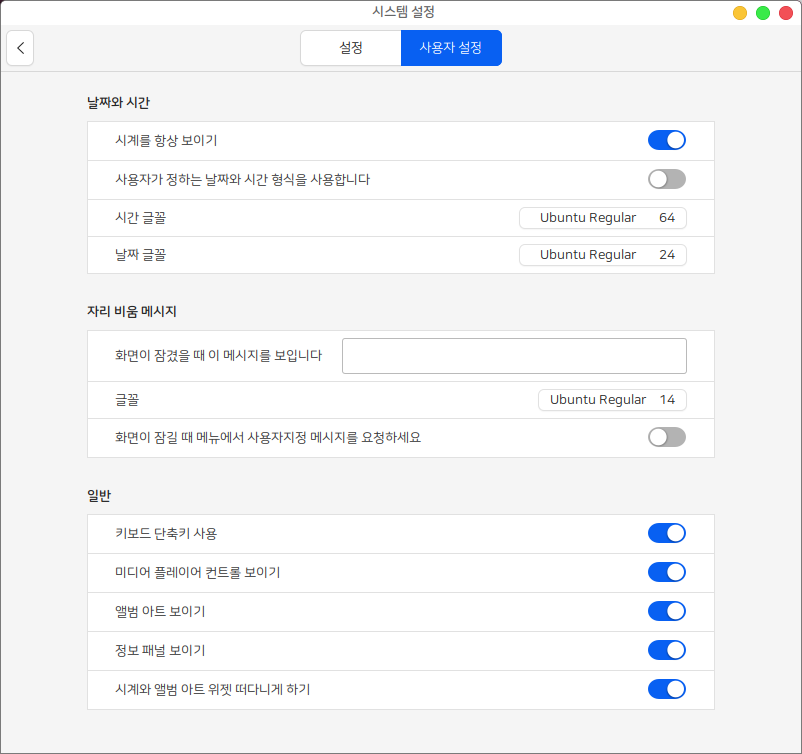 시스템 설정
설정
사용자 설정
날짜와 시간
시계를 항상 보이기
사용자가 정하는 날짜와 시간 형식을 사용합니다
시간 글꼴 Ubuntu Regular 64
날짜 글꼴 Ubuntu Regular 24
자리 비움 메시지
화면이 잠겼을 때 이 메시지를 보입니다
글꼴 Ubuntu Regular 14
화면이 잠길 때 메뉴에서 사용자지정 메시지를 요청하세요
일반
키보드 단축키 사용
미디어 플레이어 컨트롤 보이기
앨범 아트 보이기
정보 패널 보이기
시계와 앨범 아트 위젯 떠다니게 하기